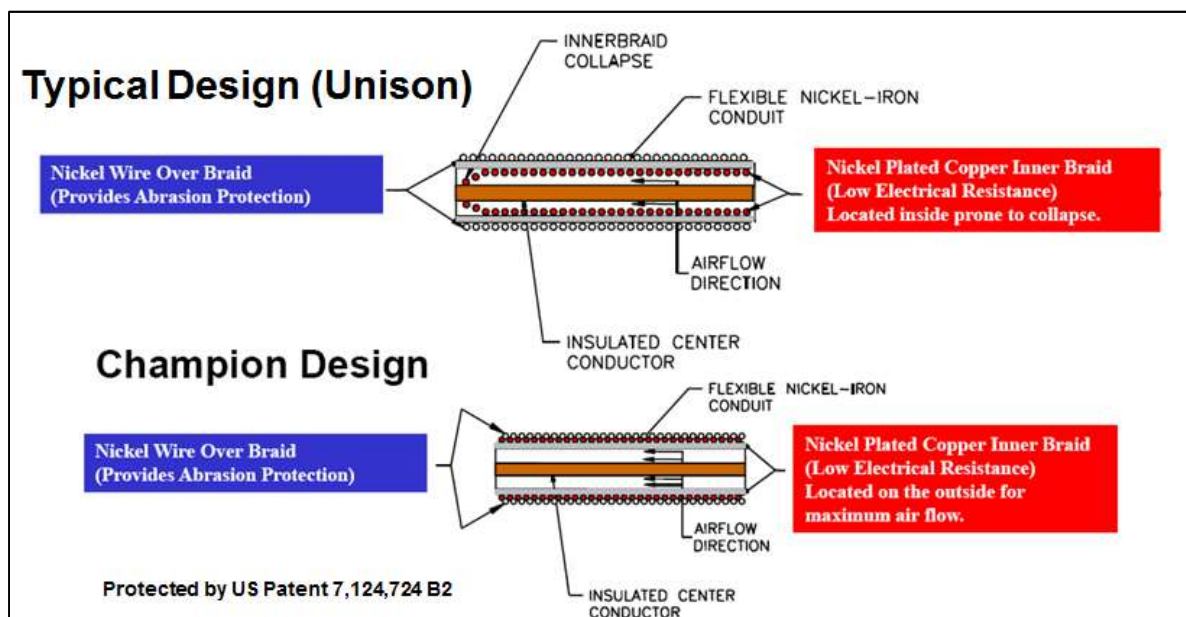 Typical Design (Unison)
INNERBRAID
COLLAPSE
FLEXIBLE NICKEL-IRON
CONDUIT
Nickel Wire Over Braid
(Provides Abrasion Protection)
Nickel Plated Copper Inner Braid
(Low Electrical Resistance)
Located inside prone to collapse.
AIRFLOW
DIRECTION
INSULATED CENTER
CONDUCTOR
Champion Design
FLEXIBLE NICKEL-IRON
CONDUIT
Nickel Wire Over Braid
(Provides Abrasion Protection)
Nickel Plated Copper Inner Braid
(Low Electrical Resistance)
Located on the outside for
maximum air flow.
AIRFLOW
DIRECTION
INSULATED CENTER
CONDUCTOR
Protected by US Patent 7,124,724 B2